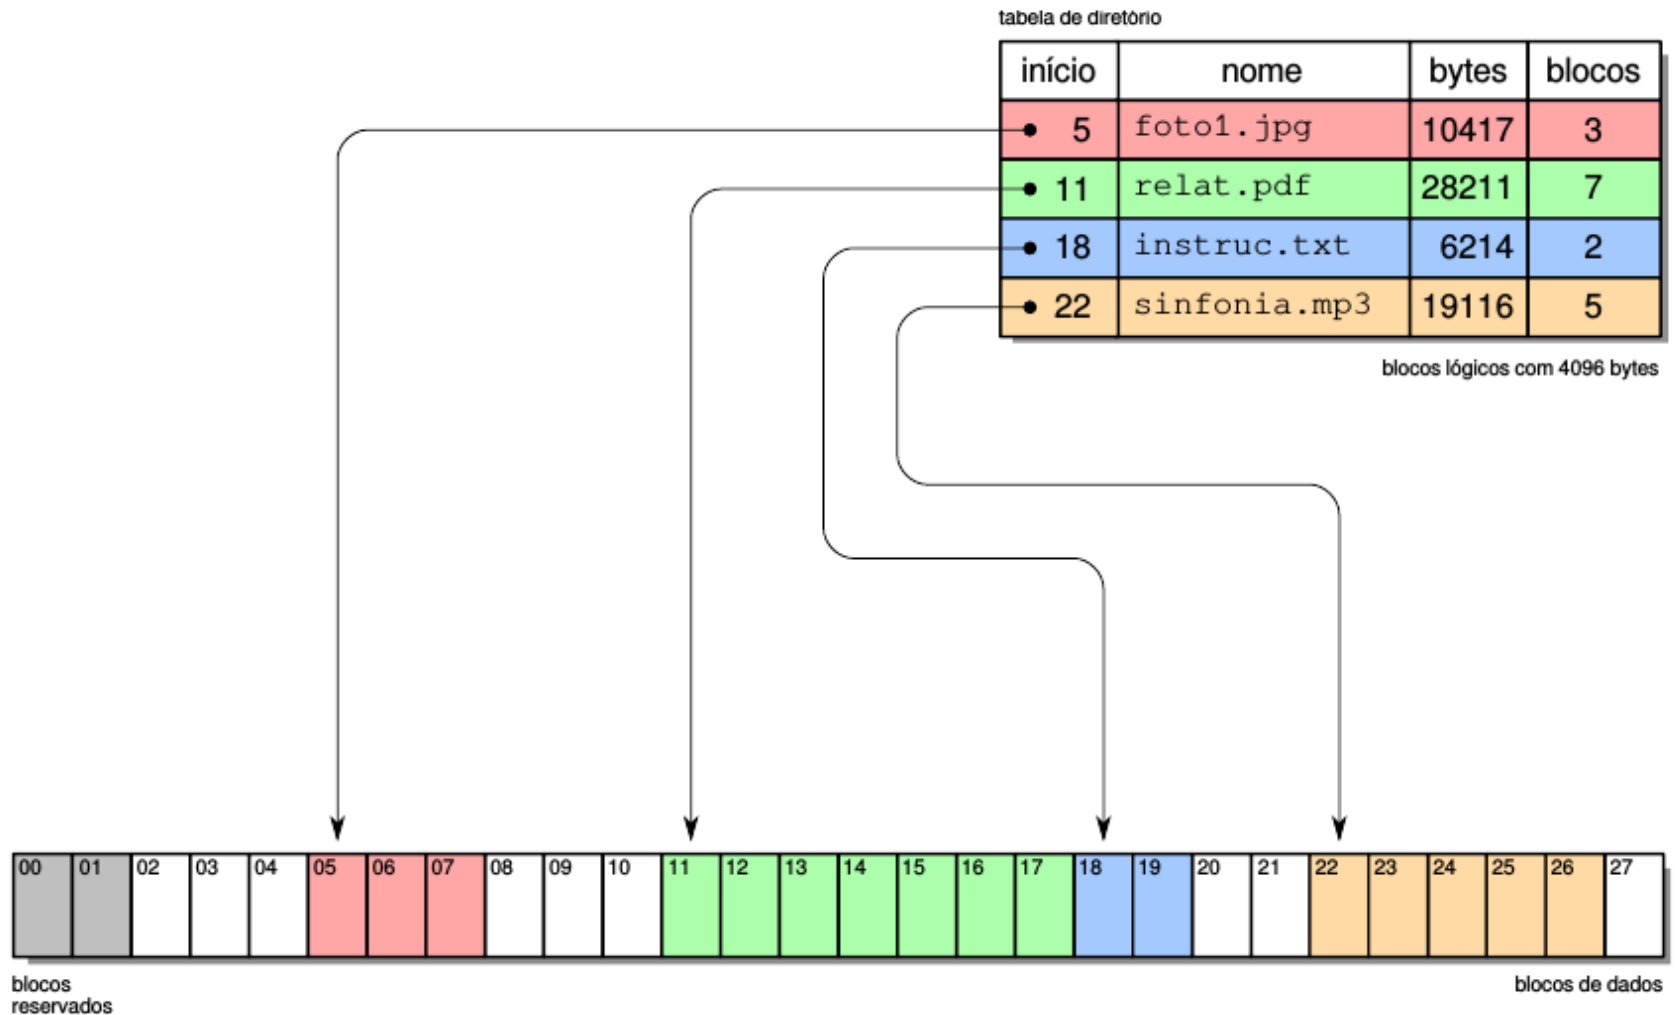 tabela de diretório
início nome bytes blocos
5 foto1.jpg 10417 3
11 relat.pdf 28211 7
18 instruc.txt 6214 2
22 sinfonia.mp3 19116 5
blocos lógicos com 4096 bytes
00 01 02 03 04 05 06 07 08 09 10 11 12 13 14 15 16 17 18 19 20 21 22 23 24 25 26 27
blocos
reservados
blocos de dados